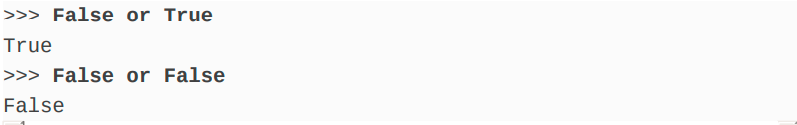 >>> False or True
True
>>> False or False
False